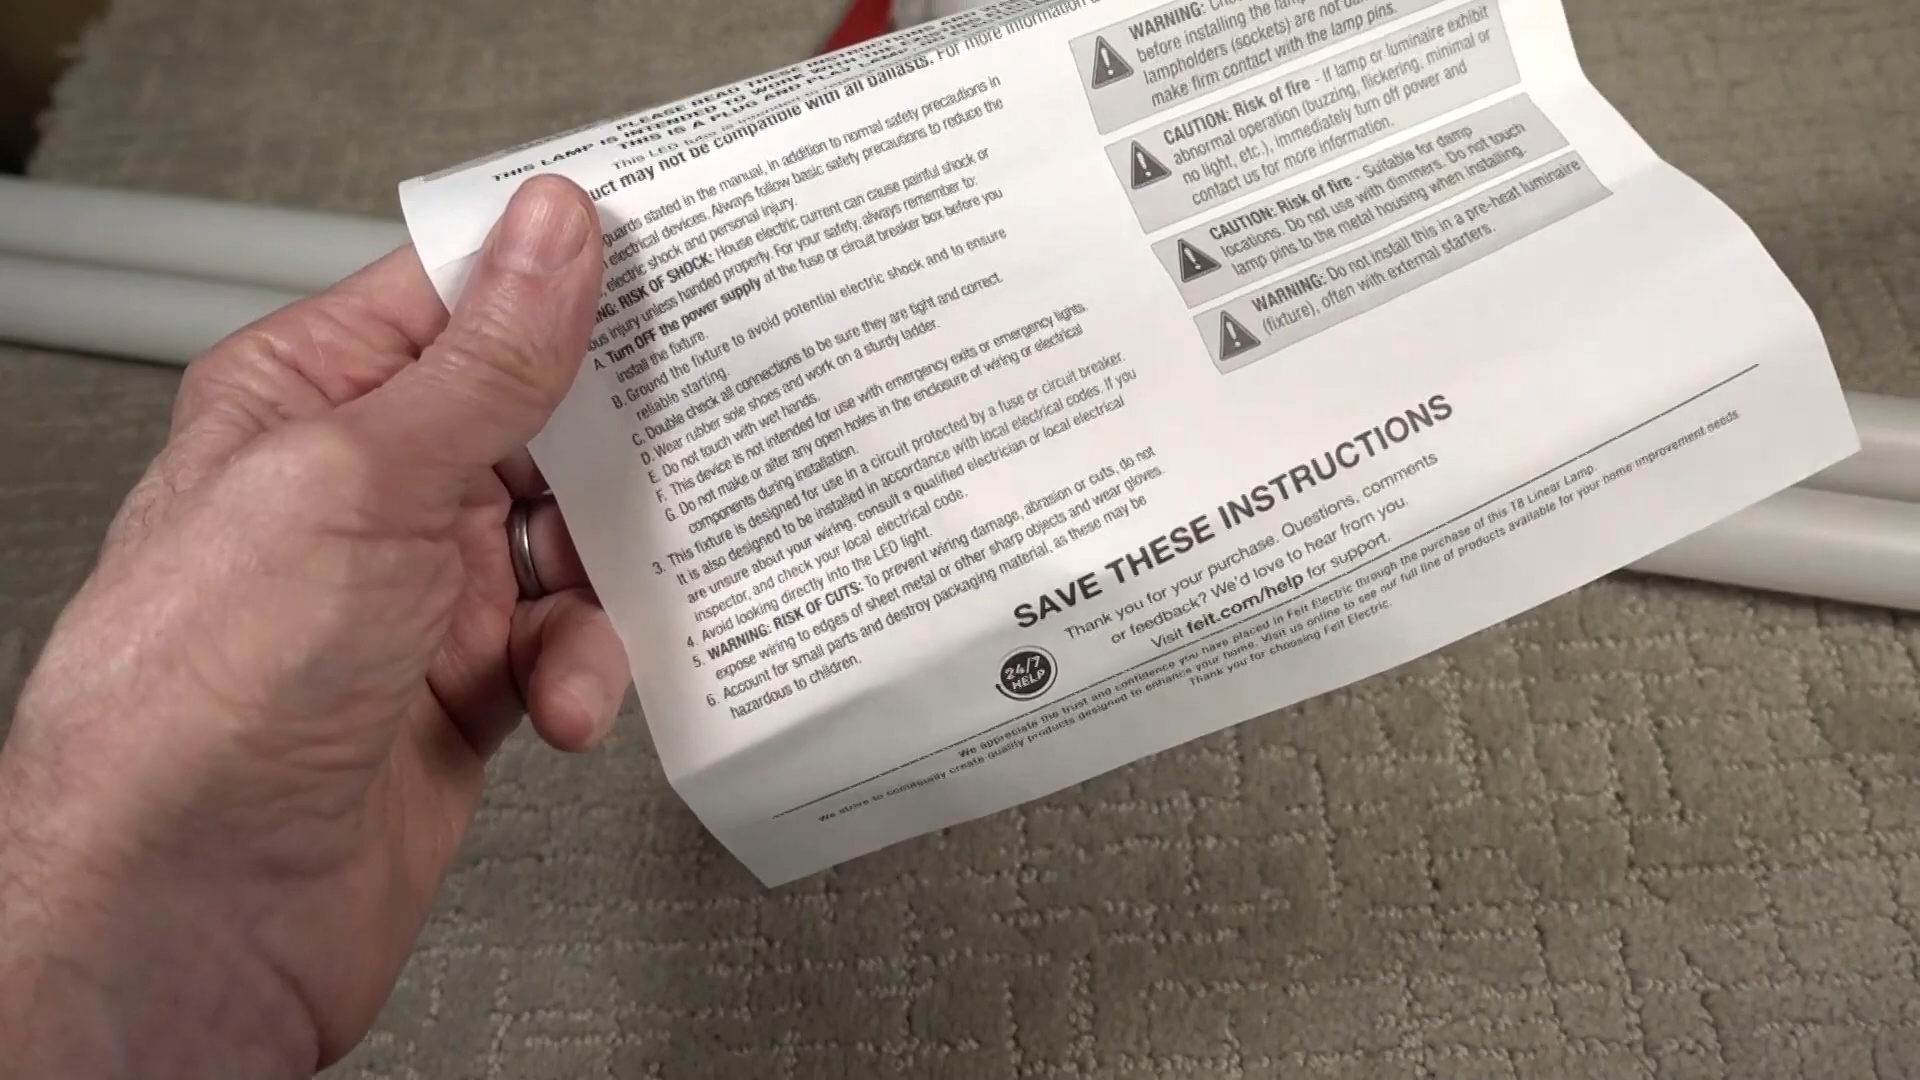 PLEASE READ THESE INSTRUCTIONS
THIS LAMP IS INTENDED TO WORK WITH THE EXISTING
THIS IS A PLUG AND PLAY LAMP
This LED
uct may not be compatible with all ballasts. For more information
guards stated in the manual, in addition to normal safety precautions in
electrical devices. Always follow basic safety precautions to reduce the
electric shock and personal injury.
NG: RISK OF SHOCK: House electric current can cause painful shock or
ous injury unless handed properly. For your safety, always remember to:
A. Turn OFF the power supply at the fuse or circuit breaker box before you
install the fixture.
B. Ground the fixture to avoid potential electric shock and to ensure
reliable starting.
C. Double check all connections to be sure they are tight and correct.
D. Wear rubber sole shoes and work on a sturdy ladder.
E. Do not touch with wet hands.
F. This device is not intended for use with emergency exits or emergency lights.
G. Do not make or alter any open holes in the enclosure of wiring or electrical
components during installation.
3. This fixture is designed for use in a circuit protected by a fuse or circuit breaker.
It is also designed to be installed in accordance with local electrical codes. If you
are unsure about your wiring, consult a qualified electrician or local electrical
inspector, and check your local electrical code.
4. Avoid looking directly into the LED light.
5. WARNING: RISK OF CUTS: To prevent wiring damage, abrasion or cuts, do not
expose wiring to edges of sheet metal or other sharp objects and wear gloves.
6. Account for small parts and destroy packaging material, as these may be
hazardous to children.
WARNING:
before installing the lamp
lampholders (sockets) are not
make firm contact with the lamp pins.
CAUTION: Risk of fire - If lamp or luminaire exhibit
abnormal operation (buzzing, flickering, minimal or
no light, etc.), immediately turn off power and
contact us for more information.
CAUTION: Risk of fire - Suitable for damp
locations. Do not use with dimmers. Do not touch
lamp pins to the metal housing when installing.
WARNING: Do not install this in a pre-heat luminaire
(fixture), often with external starters.
SAVE THESE INSTRUCTIONS
Thank you for your purchase. Questions, comments
or feedback? We'd love to hear from you.
Visit feit.com/help for support.
24/7
HELP
We appreciate the trust and confidence you have placed in Feit Electric through the purchase of this T8 Linear Lamp.
We strive to continually create quality products designed to enhance your home. Visit us online to see our full line of products available for your home improvement needs.
Thank you for choosing Feit Electric.